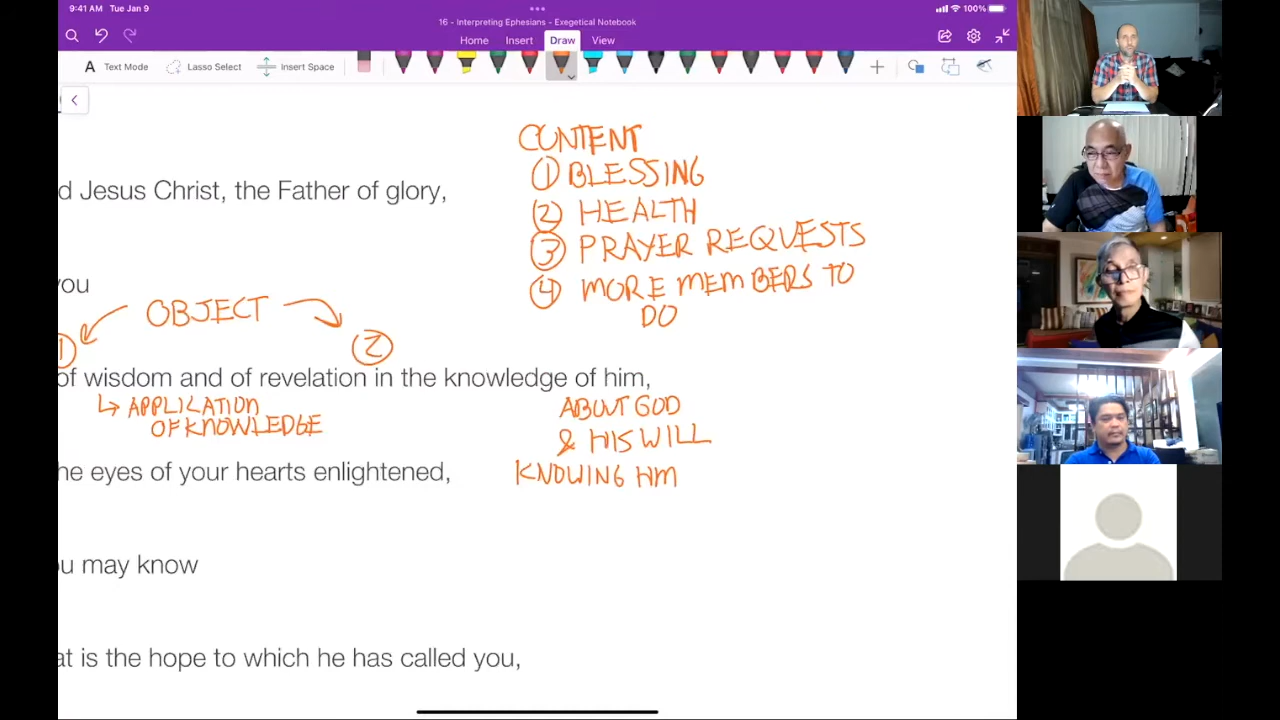 9:41 AM Tue Jan 9
100%
16 - Interpreting Ephesians - Exegetical Notebook
Home Insert Draw View
A Text Mode Lasso Select Insert Space
CONTENT
① BLESSING
d Jesus Christ, the Father of glory,
② HEALTH
③ PRAYER REQUESTS
you
④ MORE MEMBERS TO
DO
OBJECT
① ②
of wisdom and of revelation in the knowledge of him,
↳ APPLICATION
OF KNOWLEDGE
ABOUT GOD
& HIS WILL
he eyes of your hearts enlightened,
KNOWING HM
ou may know
at is the hope to which he has called you,